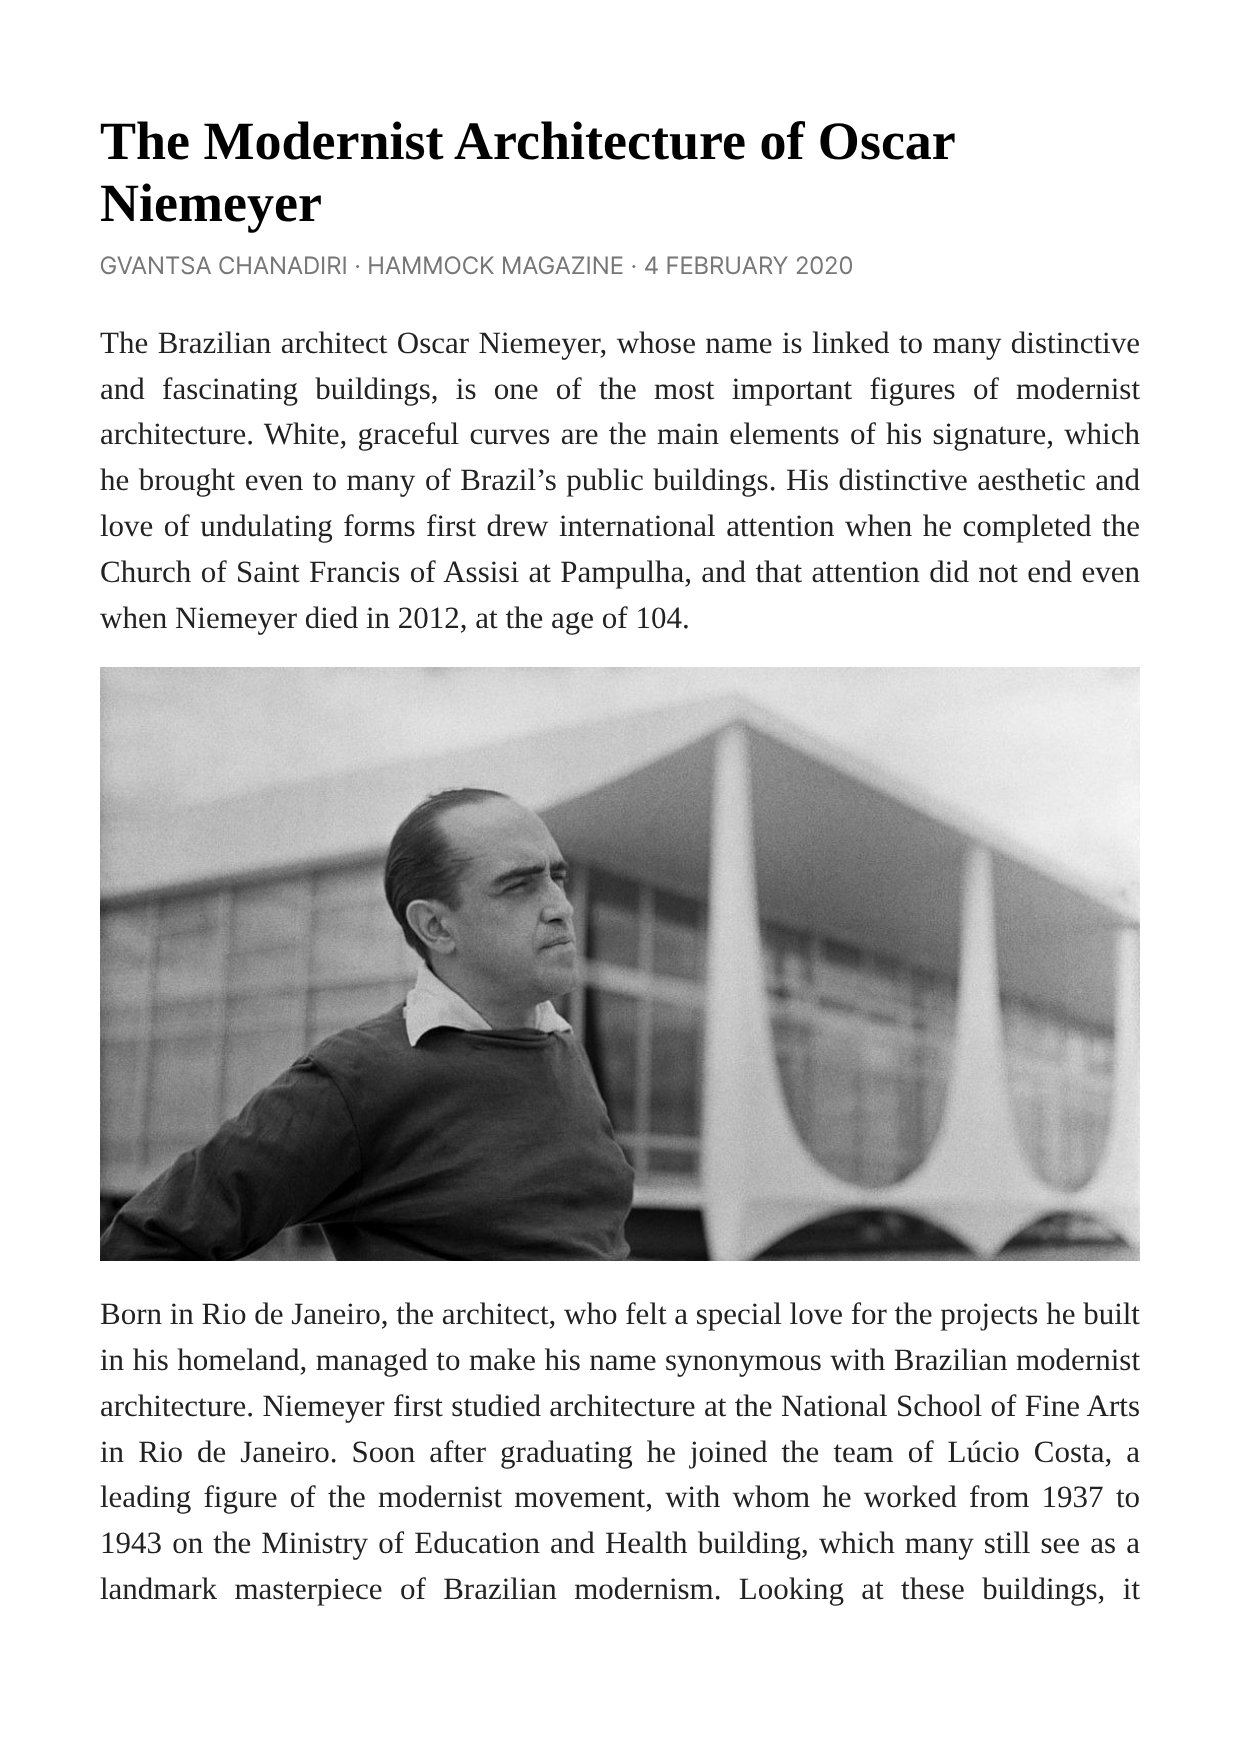 The Modernist Architecture of Oscar
Niemeyer
GVANTSA CHANADIRI · HAMMOCK MAGAZINE · 4 FEBRUARY 2020
The Brazilian architect Oscar Niemeyer, whose name is linked to many distinctive
and fascinating buildings, is one of the most important figures of modernist
architecture. White, graceful curves are the main elements of his signature, which
he brought even to many of Brazil’s public buildings. His distinctive aesthetic and
love of undulating forms first drew international attention when he completed the
Church of Saint Francis of Assisi at Pampulha, and that attention did not end even
when Niemeyer died in 2012, at the age of 104.
Born in Rio de Janeiro, the architect, who felt a special love for the projects he built
in his homeland, managed to make his name synonymous with Brazilian modernist
architecture. Niemeyer first studied architecture at the National School of Fine Arts
in Rio de Janeiro. Soon after graduating he joined the team of Lúcio Costa, a
leading figure of the modernist movement, with whom he worked from 1937 to
1943 on the Ministry of Education and Health building, which many still see as a
landmark masterpiece of Brazilian modernism. Looking at these buildings, it